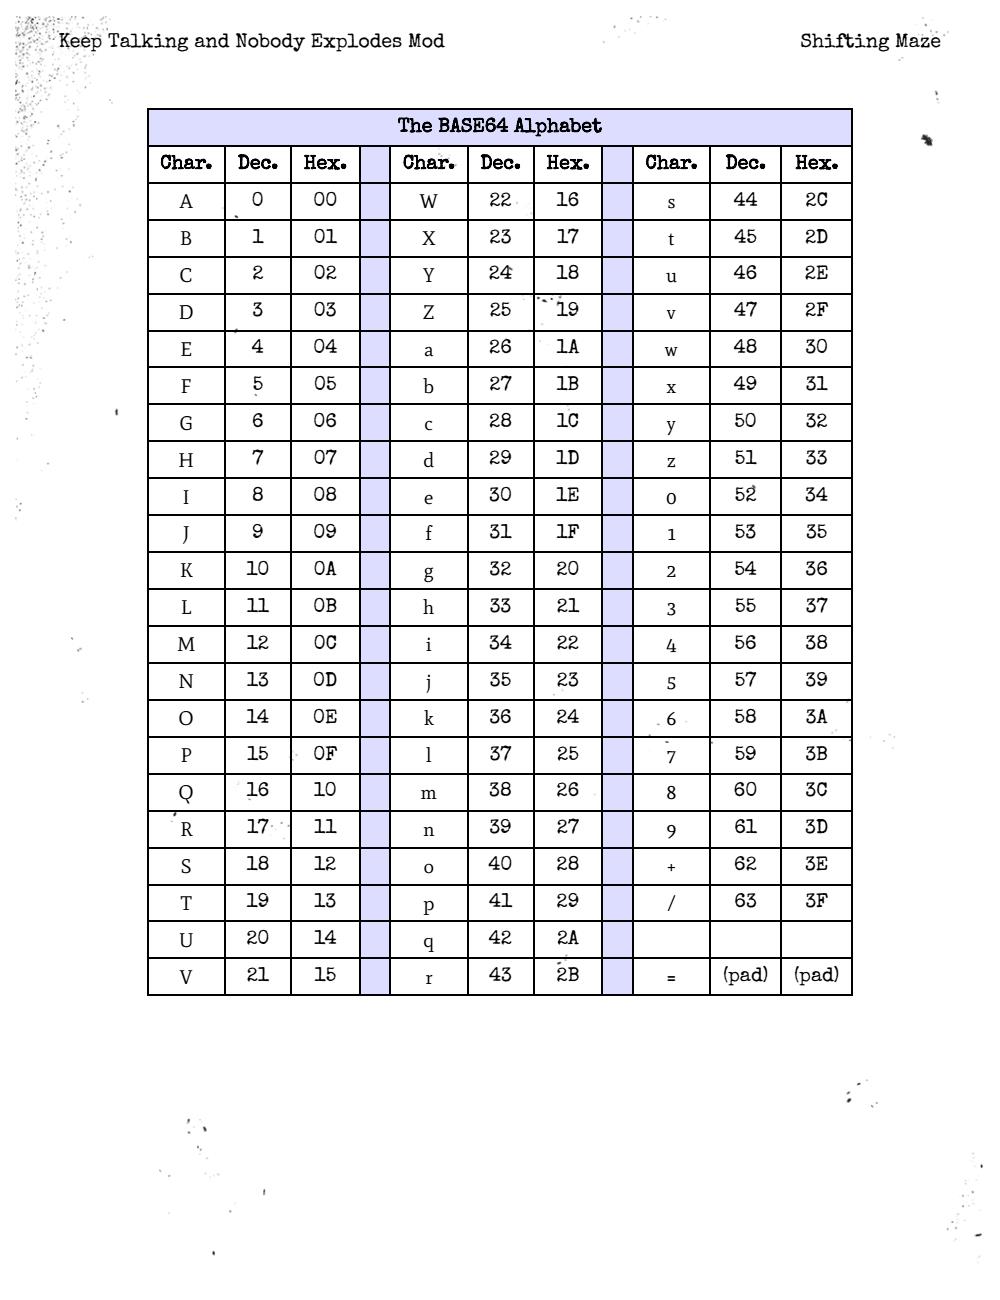 Keep Talking and Nobody Explodes Mod Shifting Maze
The BASE64 Alphabet
Char. Dec. Hex. Char. Dec. Hex. Char. Dec. Hex.
A 0 00 W 22 16 s 44 2C
B 1 01 X 23 17 t 45 2D
C 2 02 Y 24 18 u 46 2E
D 3 03 Z 25 19 v 47 2F
E 4 04 a 26 1A w 48 30
F 5 05 b 27 1B x 49 31
G 6 06 c 28 1C y 50 32
H 7 07 d 29 1D z 51 33
I 8 08 e 30 1E 0 52 34
J 9 09 f 31 1F 1 53 35
K 10 0A g 32 20 2 54 36
L 11 0B h 33 21 3 55 37
M 12 0C i 34 22 4 56 38
N 13 0D j 35 23 5 57 39
O 14 0E k 36 24 6 58 3A
P 15 0F l 37 25 7 59 3B
Q 16 10 m 38 26 8 60 3C
R 17 11 n 39 27 9 61 3D
S 18 12 o 40 28 + 62 3E
T 19 13 p 41 29 / 63 3F
U 20 14 q 42 2A
V 21 15 r 43 2B = (pad) (pad)